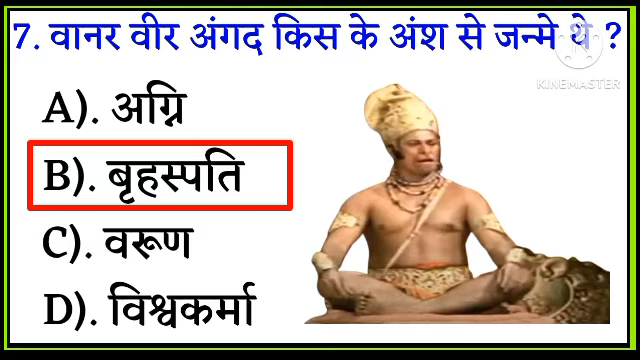 7. वानर वीर अंगद किस के अंश से जन्मे थे ?
KINEMASTER
A). अग्नि
B). बृहस्पति
C). वरूण
D). विश्वकर्मा